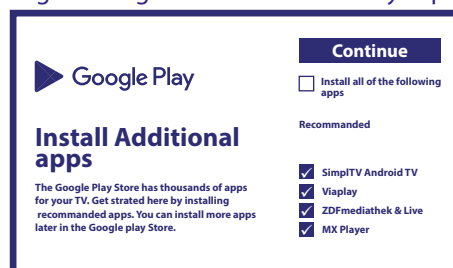 Google Play
Install Additional
apps
The Google Play Store has thousands of apps
for your TV. Get strated here by installing
recommanded apps. You can install more apps
later in the Google play Store.
Continue
Install all of the following
apps
Recommanded
SimplTV Android TV
Viaplay
ZDFmediathek & Live
MX Player